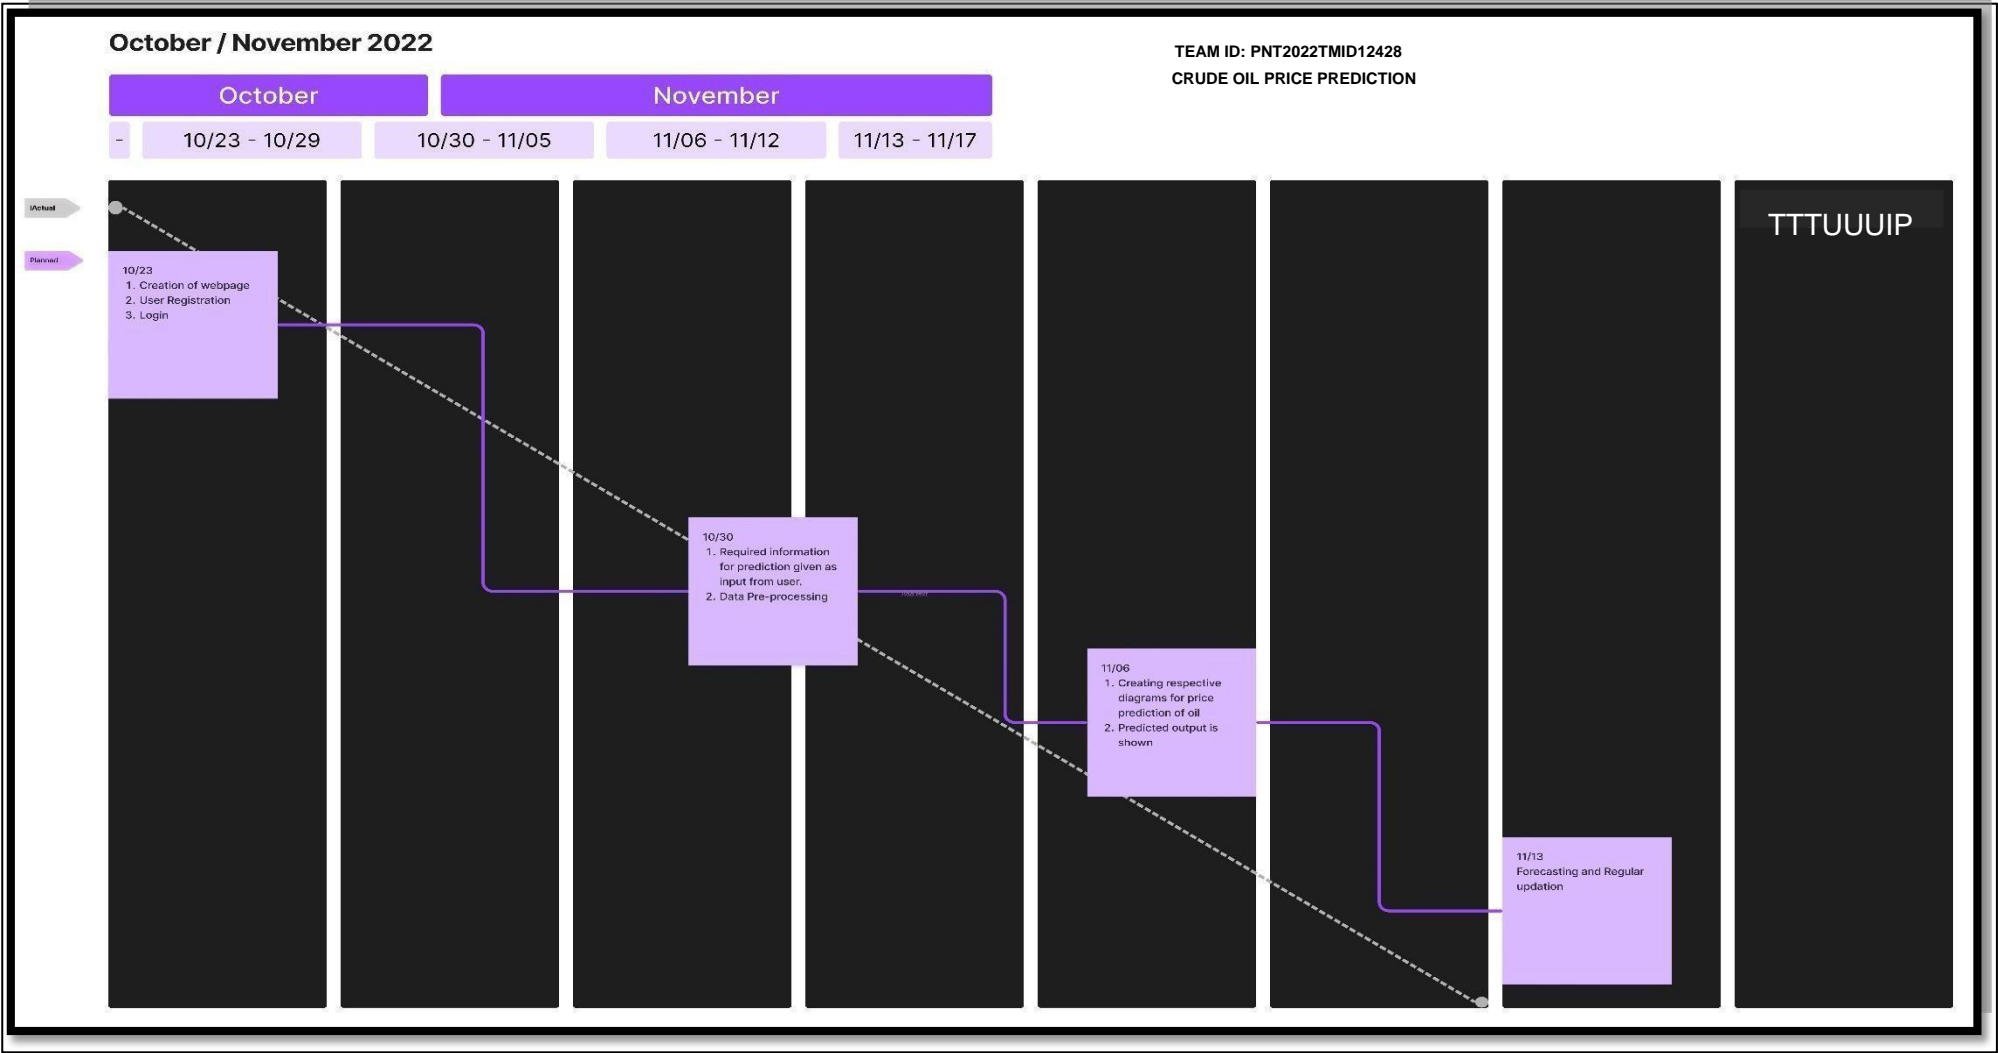 October / November 2022
TEAM ID: PNT2022TMID12428
CRUDE OIL PRICE PREDICTION
October
November
-
10/23 - 10/29
10/30 - 11/05
11/06 - 11/12
11/13 - 11/17
Actual
Planned
TTTUUUIP
10/23
1. Creation of webpage
2. User Registration
3. Login
10/30
1. Required information
for prediction given as
input from user.
2. Data Pre-processing
11/06
1. Creating respective
diagrams for price
prediction of oil
2. Predicted output is
shown
11/13
Forecasting and Regular
updation